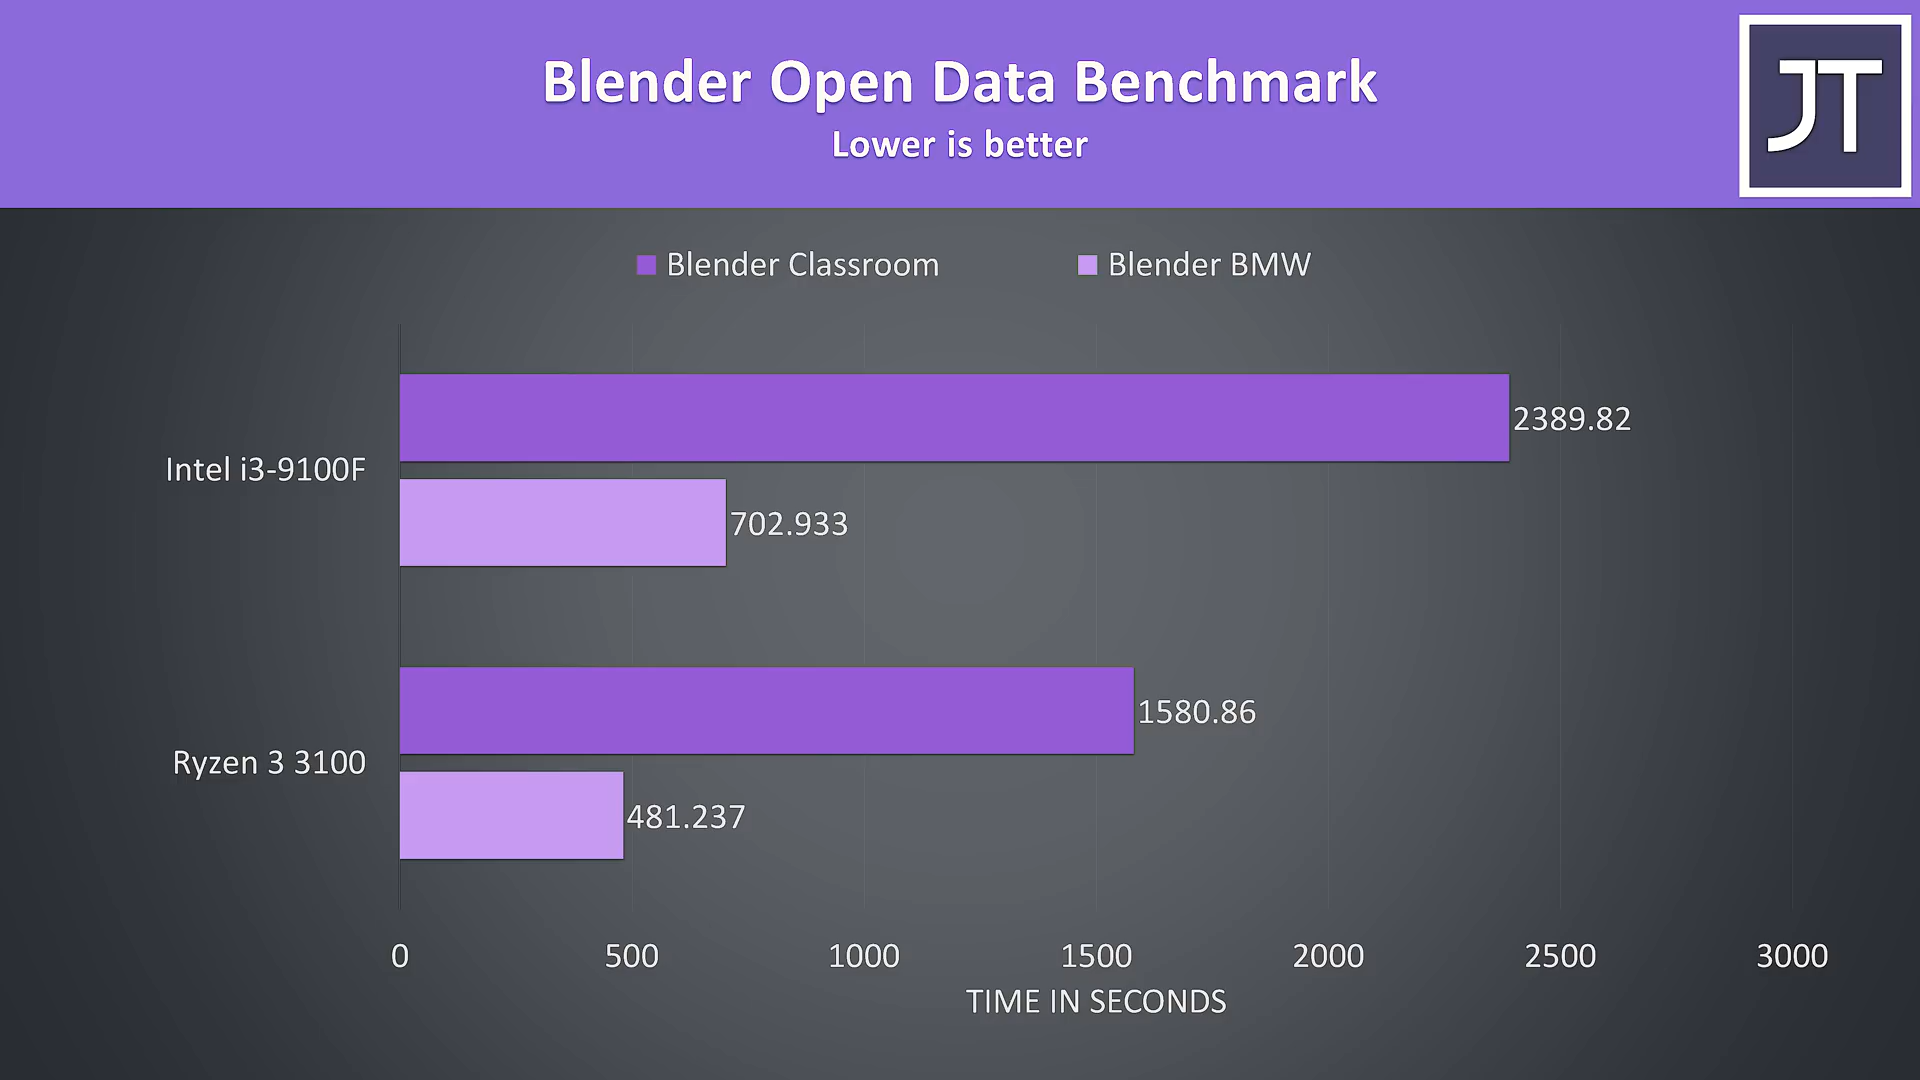 Blender Open Data Benchmark
Lower is better
JT
Blender Classroom
Blender BMW
Intel i3-9100F
2389.82
702.933
Ryzen 3 3100
1580.86
481.237
0 500 1000 1500 2000 2500 3000
TIME IN SECONDS